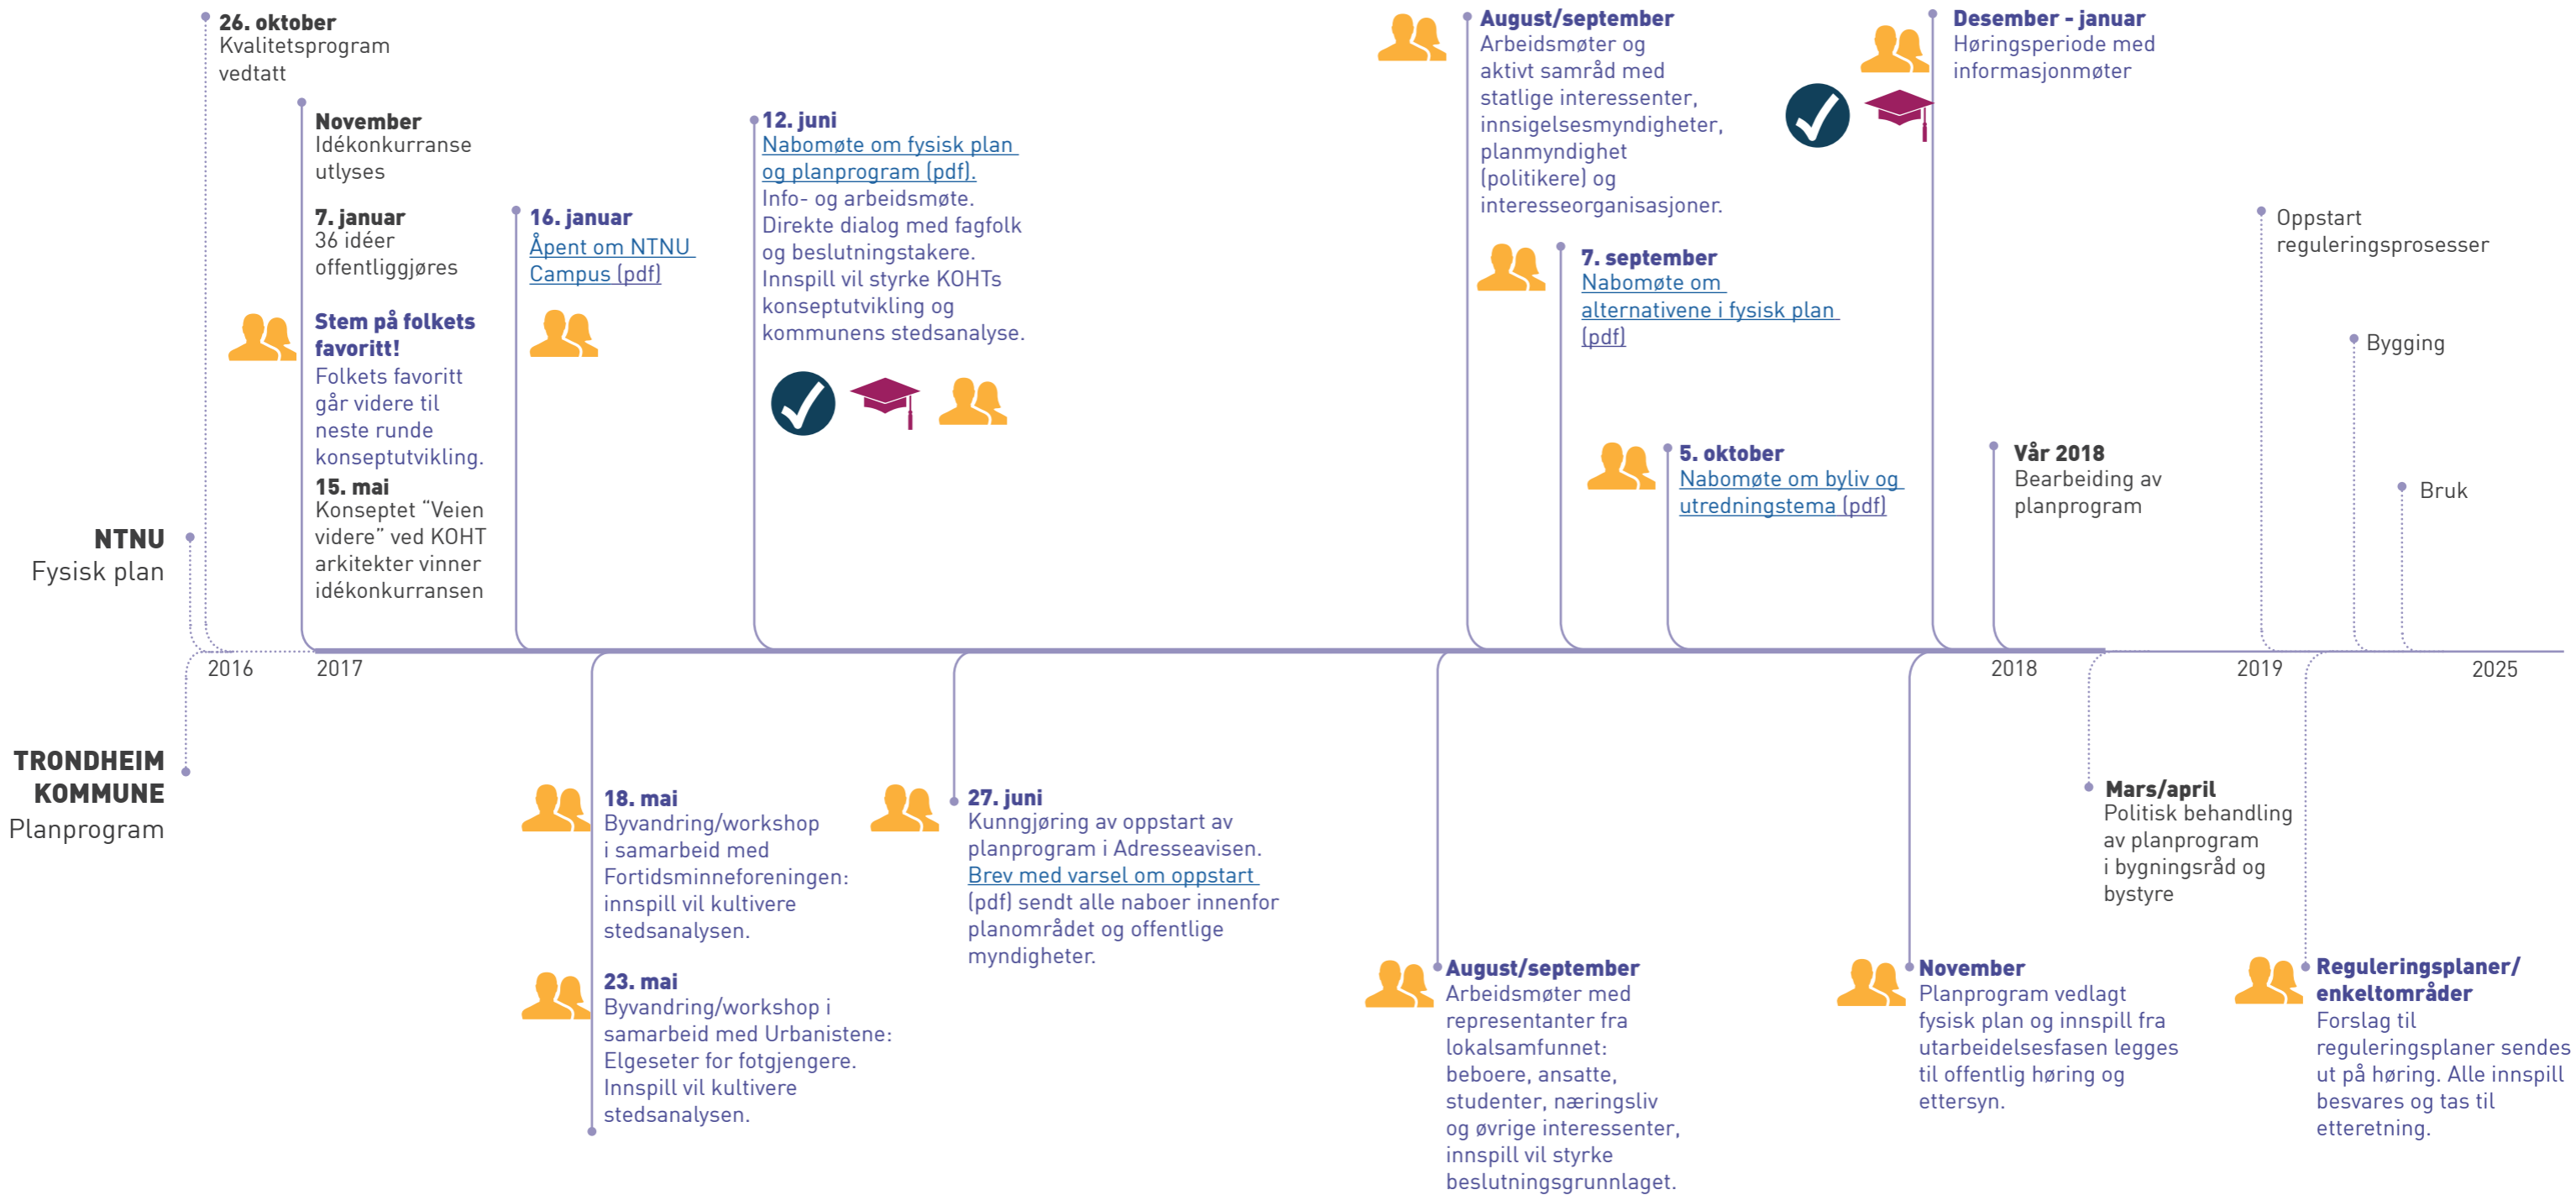 26. oktober
Kvalitetsprogram
vedtatt
November
Idékonkurranse
utlyses
7. januar
36 idéer
offentliggjøres
Stem på folkets
favoritt!
Folkets favoritt
går videre til
neste runde
konseptutvikling.
15. mai
Konseptet “Veien
videre” ved KOHT
arkitekter vinner
idékonkurransen
16. januar
Åpent om NTNU
Campus (pdf)
12. juni
Nabomøte om fysisk plan
og planprogram (pdf).
Info- og arbeidsmøte.
Direkte dialog med fagfolk
og beslutningstakere.
Innspill vil styrke KOHTs
konseptutvikling og
kommunens stedsanalyse.
August/september
Arbeidsmøter og
aktivt samråd med
statlige interessenter,
innsigelsesmyndigheter,
planmyndighet
(politikere) og
interesseorganisasjoner.
7. september
Nabomøte om
alternativene i fysisk plan
(pdf)
5. oktober
Nabomøte om byliv og
utredningstema (pdf)
Desember - januar
Høringsperiode med
informasjonmøter
Vår 2018
Bearbeiding av
planprogram
Oppstart
reguleringsprosesser
Bygging
Bruk
NTNU
Fysisk plan
2016
2017
2018
2019
2025
TRONDHEIM
KOMMUNE
Planprogram
18. mai
Byvandring/workshop
i samarbeid med
Fortidsminneforeningen:
innspill vil kultivere
stedsanalysen.
23. mai
Byvandring/workshop i
samarbeid med Urbanistene:
Elgeseter for fotgjengere.
Innspill vil kultivere
stedsanalysen.
27. juni
Kunngjøring av oppstart av
planprogram i Adresseavisen.
Brev med varsel om oppstart
(pdf) sendt alle naboer innenfor
planområdet og offentlige
myndigheter.
August/september
Arbeidsmøter med
representanter fra
lokalsamfunnet:
beboere, ansatte,
studenter, næringsliv
og øvrige interessenter,
innspill vil styrke
beslutningsgrunnlaget.
November
Planprogram vedlagt
fysisk plan og innspill fra
utarbeidelsesfasen legges
til offentlig høring og
ettersyn.
Mars/april
Politisk behandling
av planprogram
i bygningsråd og
bystyre
Reguleringsplaner/
enkeltområder
Forslag til
reguleringsplaner sendes
ut på høring. Alle innspill
besvares og tas til
etteretning.